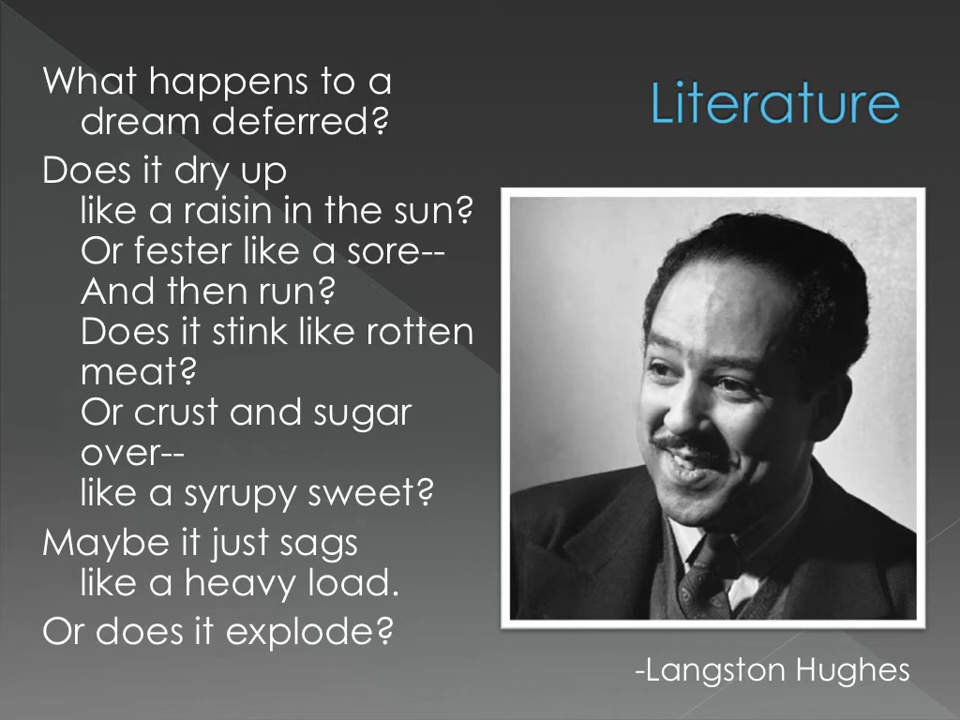 Literature
What happens to a
dream deferred?
Does it dry up
like a raisin in the sun?
Or fester like a sore--
And then run?
Does it stink like rotten
meat?
Or crust and sugar
over--
like a syrupy sweet?
Maybe it just sags
like a heavy load.
Or does it explode?
-Langston Hughes